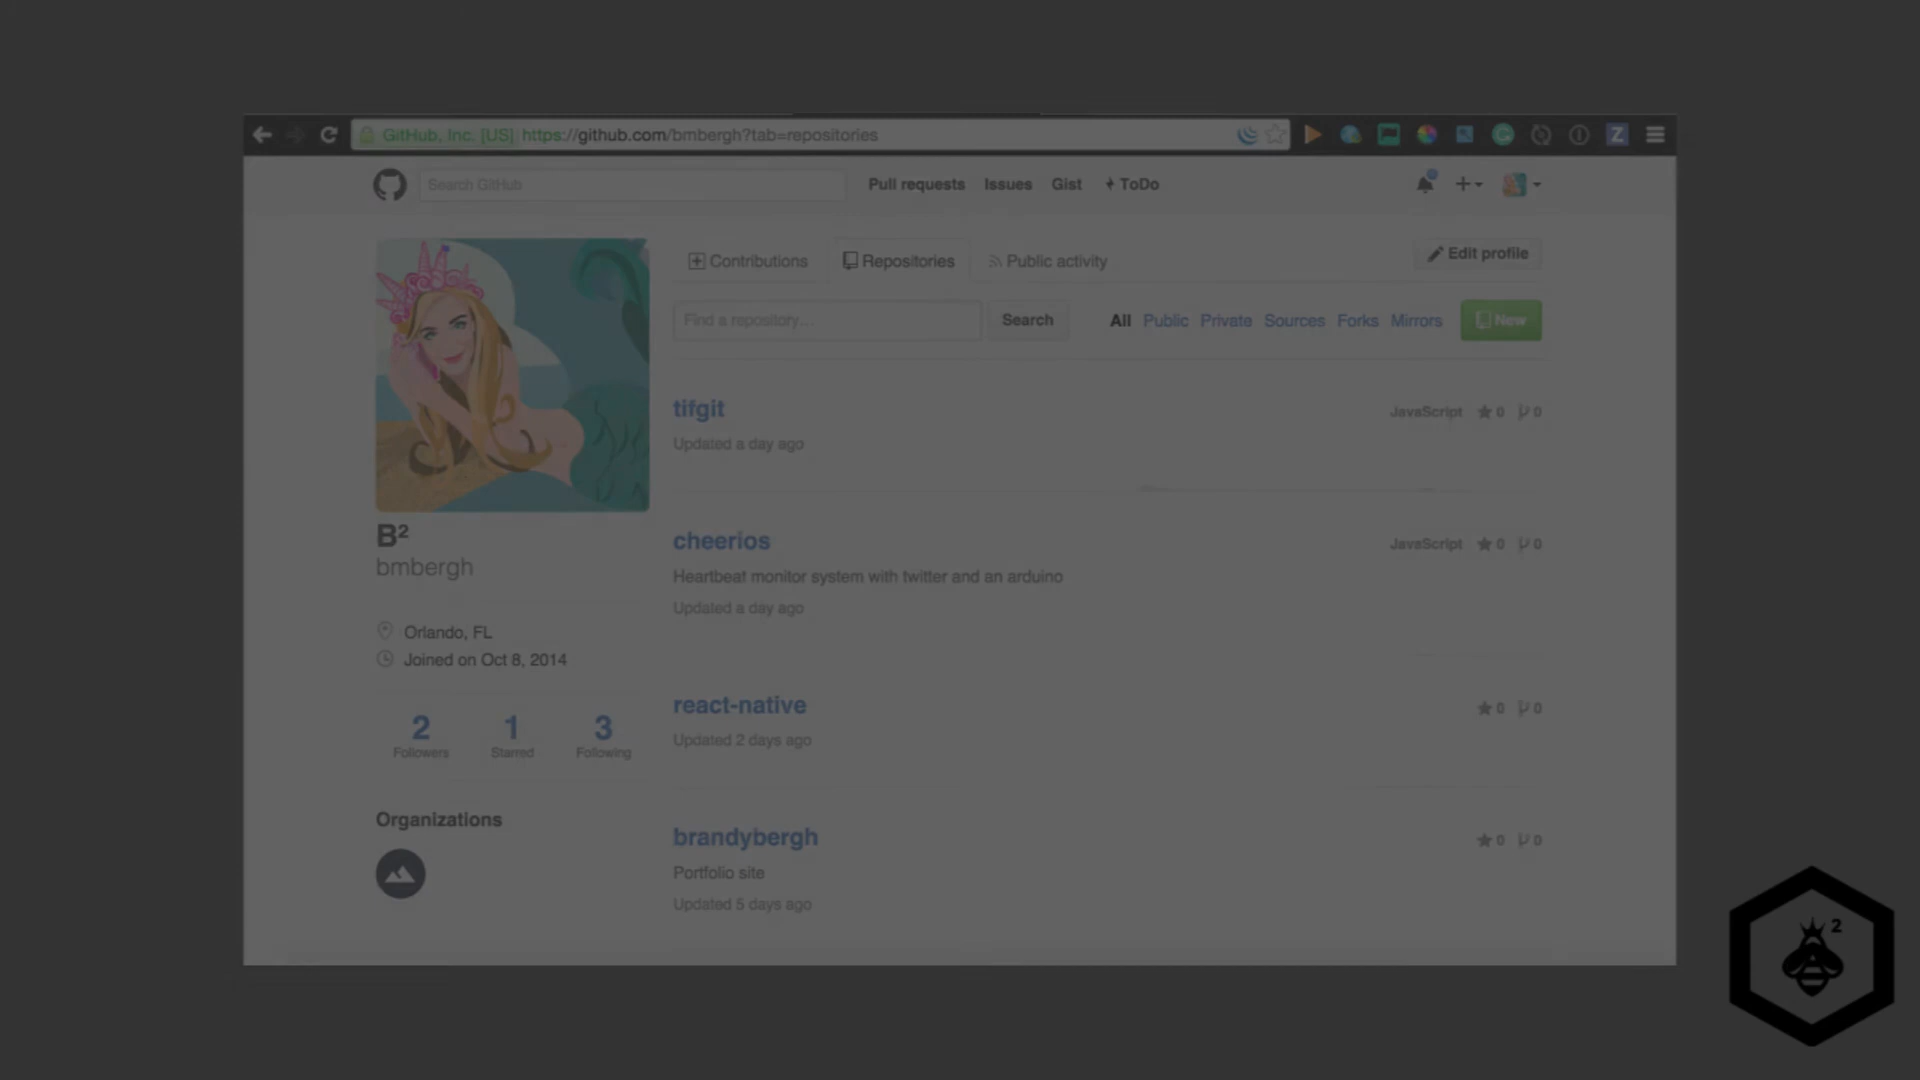 GitHub, Inc. [US] https://github.com/bmbergh?tab=repositories
Z
Search GitHub
Pull requests Issues Gist ToDo
Contributions Repositories Public activity
Edit profile
Find a repository... Search All Public Private Sources Forks Mirrors New
tifgit
JavaScript 0 0
Updated a day ago
cheerios
JavaScript 0 0
Heartbeat monitor system with twitter and an arduino
Updated a day ago
react-native
0 0
Updated 2 days ago
brandybergh
0 0
Portfolio site
Updated 5 days ago
B²
bmbergh
Orlando, FL
Joined on Oct 8, 2014
2 1 3
Followers Starred Following
Organizations
2